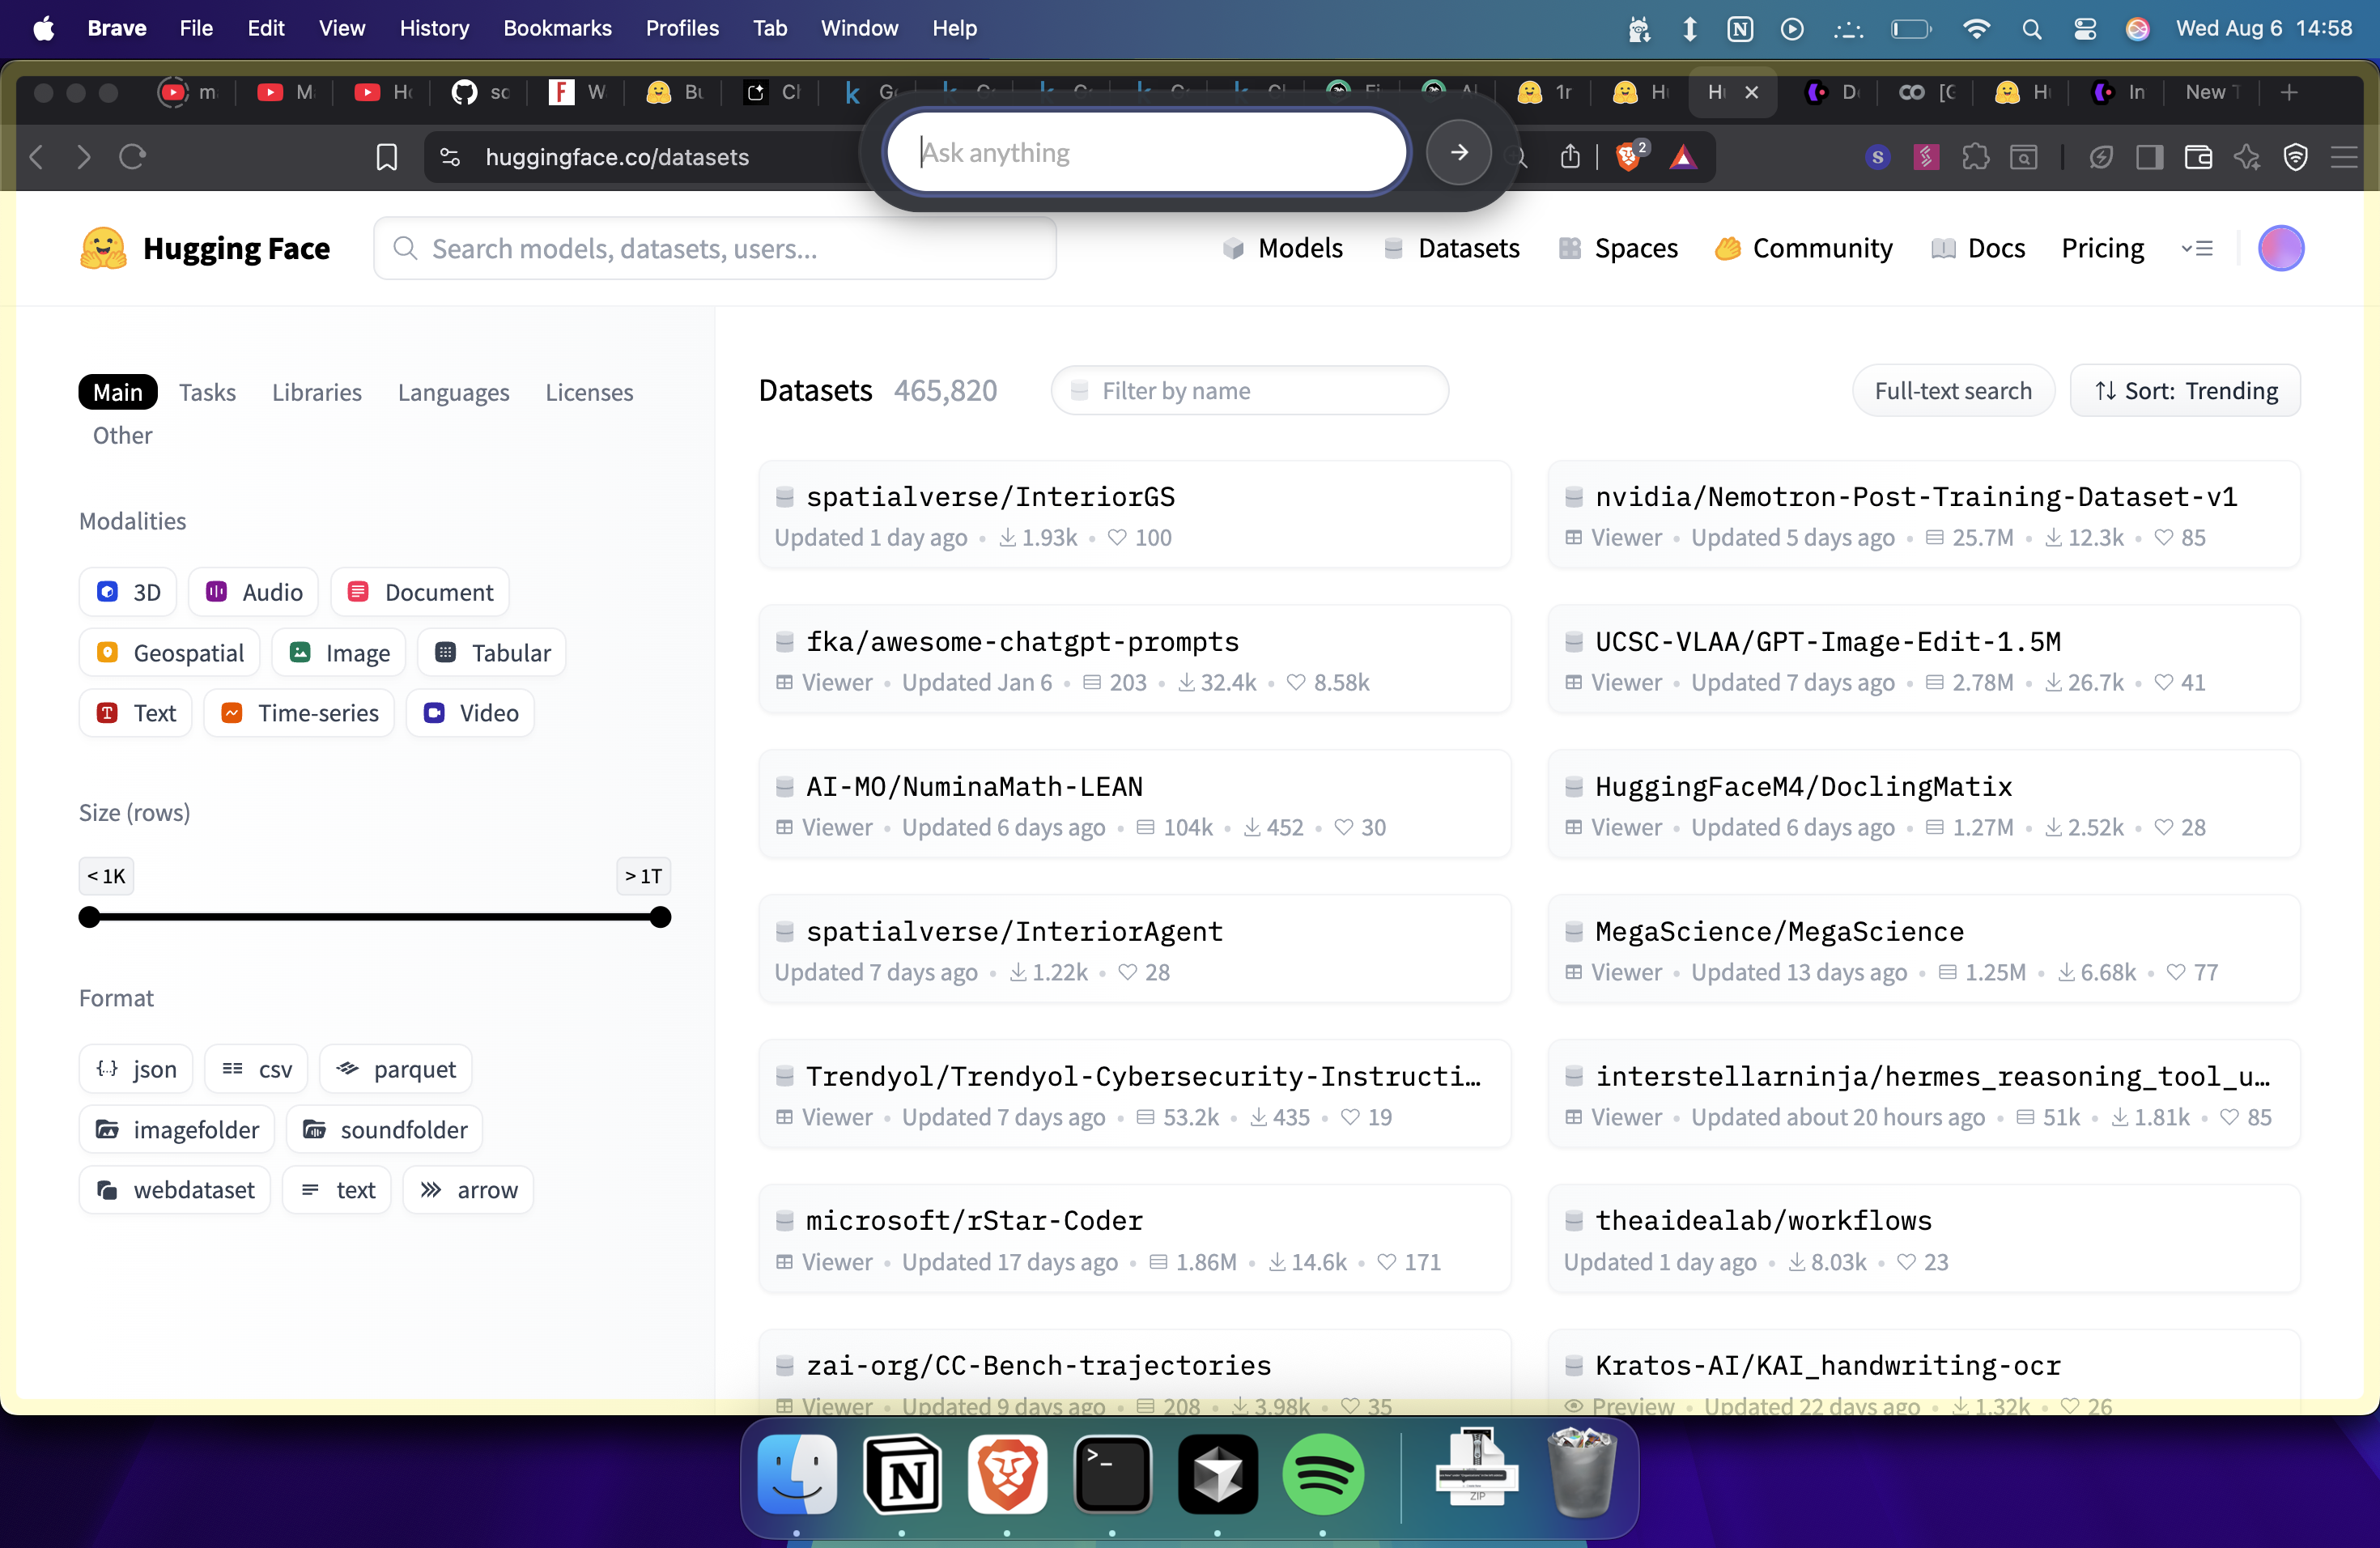 Brave File Edit View History Bookmarks Profiles Tab Window Help Wed Aug 6 14:58
New
huggingface.co/datasets
Ask anything
2
Hugging Face
Search models, datasets, users...
Models Datasets Spaces Community Docs Pricing
Main Tasks Libraries Languages Licenses
Other
Modalities
3D Audio Document
Geospatial Image Tabular
Text Time-series Video
Size (rows)
< 1K > 1T
Format
json csv parquet
imagefolder soundfolder
webdataset text arrow
Datasets 465,820 Filter by name Full-text search Sort: Trending
spatialverse/InteriorGS
Updated 1 day ago • 1.93k • 100
nvidia/Nemotron-Post-Training-Dataset-v1
Viewer • Updated 5 days ago • 25.7M • 12.3k • 85
fka/awesome-chatgpt-prompts
Viewer • Updated Jan 6 • 203 • 32.4k • 8.58k
UCSC-VLAA/GPT-Image-Edit-1.5M
Viewer • Updated 7 days ago • 2.78M • 26.7k • 41
AI-MO/NuminaMath-LEAN
Viewer • Updated 6 days ago • 104k • 452 • 30
HuggingFaceM4/DoclingMatix
Viewer • Updated 6 days ago • 1.27M • 2.52k • 28
spatialverse/InteriorAgent
Updated 7 days ago • 1.22k • 28
MegaScience/MegaScience
Viewer • Updated 13 days ago • 1.25M • 6.68k • 77
Trendyol/Trendyol-Cybersecurity-Instructi…
Viewer • Updated 7 days ago • 53.2k • 435 • 19
interstellarninja/hermes_reasoning_tool_u…
Viewer • Updated about 20 hours ago • 51k • 1.81k • 85
microsoft/rStar-Coder
Viewer • Updated 17 days ago • 1.86M • 14.6k • 171
theaidealab/workflows
Updated 1 day ago • 8.03k • 23
zai-org/CC-Bench-trajectories
Viewer • Updated 9 days ago • 208 • 3.98k • 35
Kratos-AI/KAI_handwriting-ocr
Preview • Updated 22 days ago • 1.32k • 26
ZIP